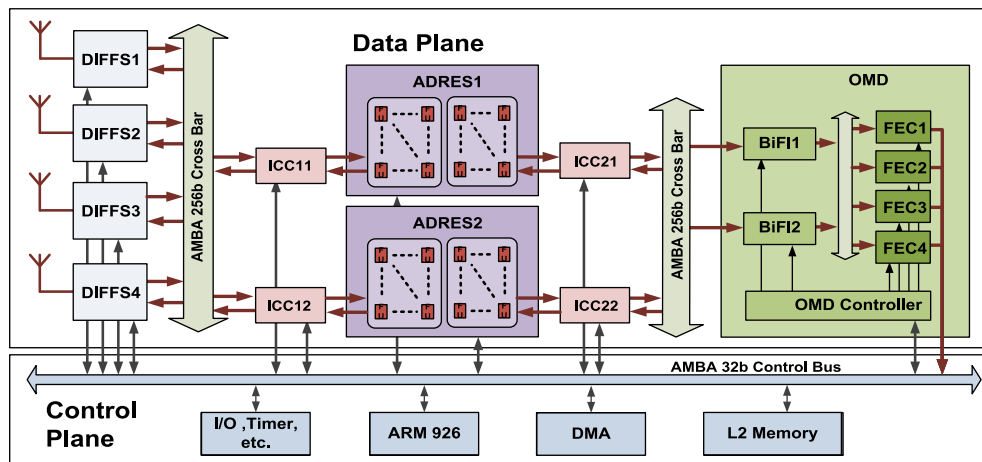 Data Plane
DIFFS1
DIFFS2
DIFFS3
DIFFS4
AMBA 256b Cross Bar
ICC11
ICC12
ADRES1
ADRES2
ICC21
ICC22
AMBA 256b Cross Bar
OMD
BiFI1
BiFI2
FEC1
FEC2
FEC3
FEC4
OMD Controller
AMBA 32b Control Bus
Control
Plane
I/O ,Timer,
etc.
ARM 926
DMA
L2 Memory